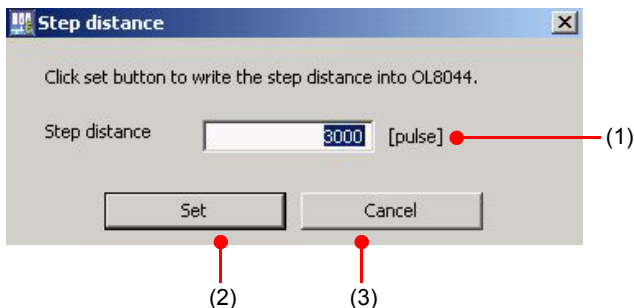 Step distance
Click set button to write the step distance into OL8044.
Step distance 3000 [pulse] (1)
Set Cancel
(2) (3)